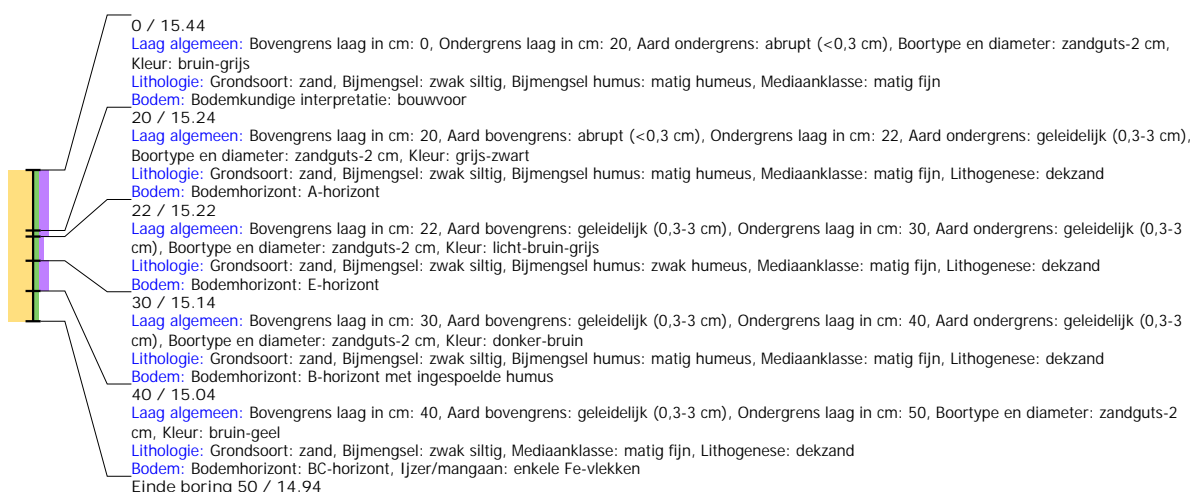 0 / 15.44
Laag algemeen: Bovengrens laag in cm: 0, Ondergrens laag in cm: 20, Aard ondergrens: abrupt (<0,3 cm), Boortype en diameter: zandguts-2 cm,
Kleur: bruin-grijs
Lithologie: Grondsoort: zand, Bijmengsel: zwak siltig, Bijmengsel humus: matig humeus, Mediaanklasse: matig fijn
Bodem: Bodemkundige interpretatie: bouwvoor
20 / 15.24
Laag algemeen: Bovengrens laag in cm: 20, Aard bovengrens: abrupt (<0,3 cm), Ondergrens laag in cm: 22, Aard ondergrens: geleidelijk (0,3-3 cm),
Boortype en diameter: zandguts-2 cm, Kleur: grijs-zwart
Lithologie: Grondsoort: zand, Bijmengsel: zwak siltig, Bijmengsel humus: matig humeus, Mediaanklasse: matig fijn, Lithogenese: dekzand
Bodem: Bodemhorizont: A-horizont
22 / 15.22
Laag algemeen: Bovengrens laag in cm: 22, Aard bovengrens: geleidelijk (0,3-3 cm), Ondergrens laag in cm: 30, Aard ondergrens: geleidelijk (0,3-3
cm), Boortype en diameter: zandguts-2 cm, Kleur: licht-bruin-grijs
Lithologie: Grondsoort: zand, Bijmengsel: zwak siltig, Bijmengsel humus: zwak humeus, Mediaanklasse: matig fijn, Lithogenese: dekzand
Bodem: Bodemhorizont: E-horizont
30 / 15.14
Laag algemeen: Bovengrens laag in cm: 30, Aard bovengrens: geleidelijk (0,3-3 cm), Ondergrens laag in cm: 40, Aard ondergrens: geleidelijk (0,3-3
cm), Boortype en diameter: zandguts-2 cm, Kleur: donker-bruin
Lithologie: Grondsoort: zand, Bijmengsel: zwak siltig, Bijmengsel humus: matig humeus, Mediaanklasse: matig fijn, Lithogenese: dekzand
Bodem: Bodemhorizont: B-horizont met ingespoelde humus
40 / 15.04
Laag algemeen: Bovengrens laag in cm: 40, Aard bovengrens: geleidelijk (0,3-3 cm), Ondergrens laag in cm: 50, Boortype en diameter: zandguts-2
cm, Kleur: bruin-geel
Lithologie: Grondsoort: zand, Bijmengsel: zwak siltig, Mediaanklasse: matig fijn, Lithogenese: dekzand
Bodem: Bodemhorizont: BC-horizont, Ijzer/mangaan: enkele Fe-vlekken
Einde boring 50 / 14.94